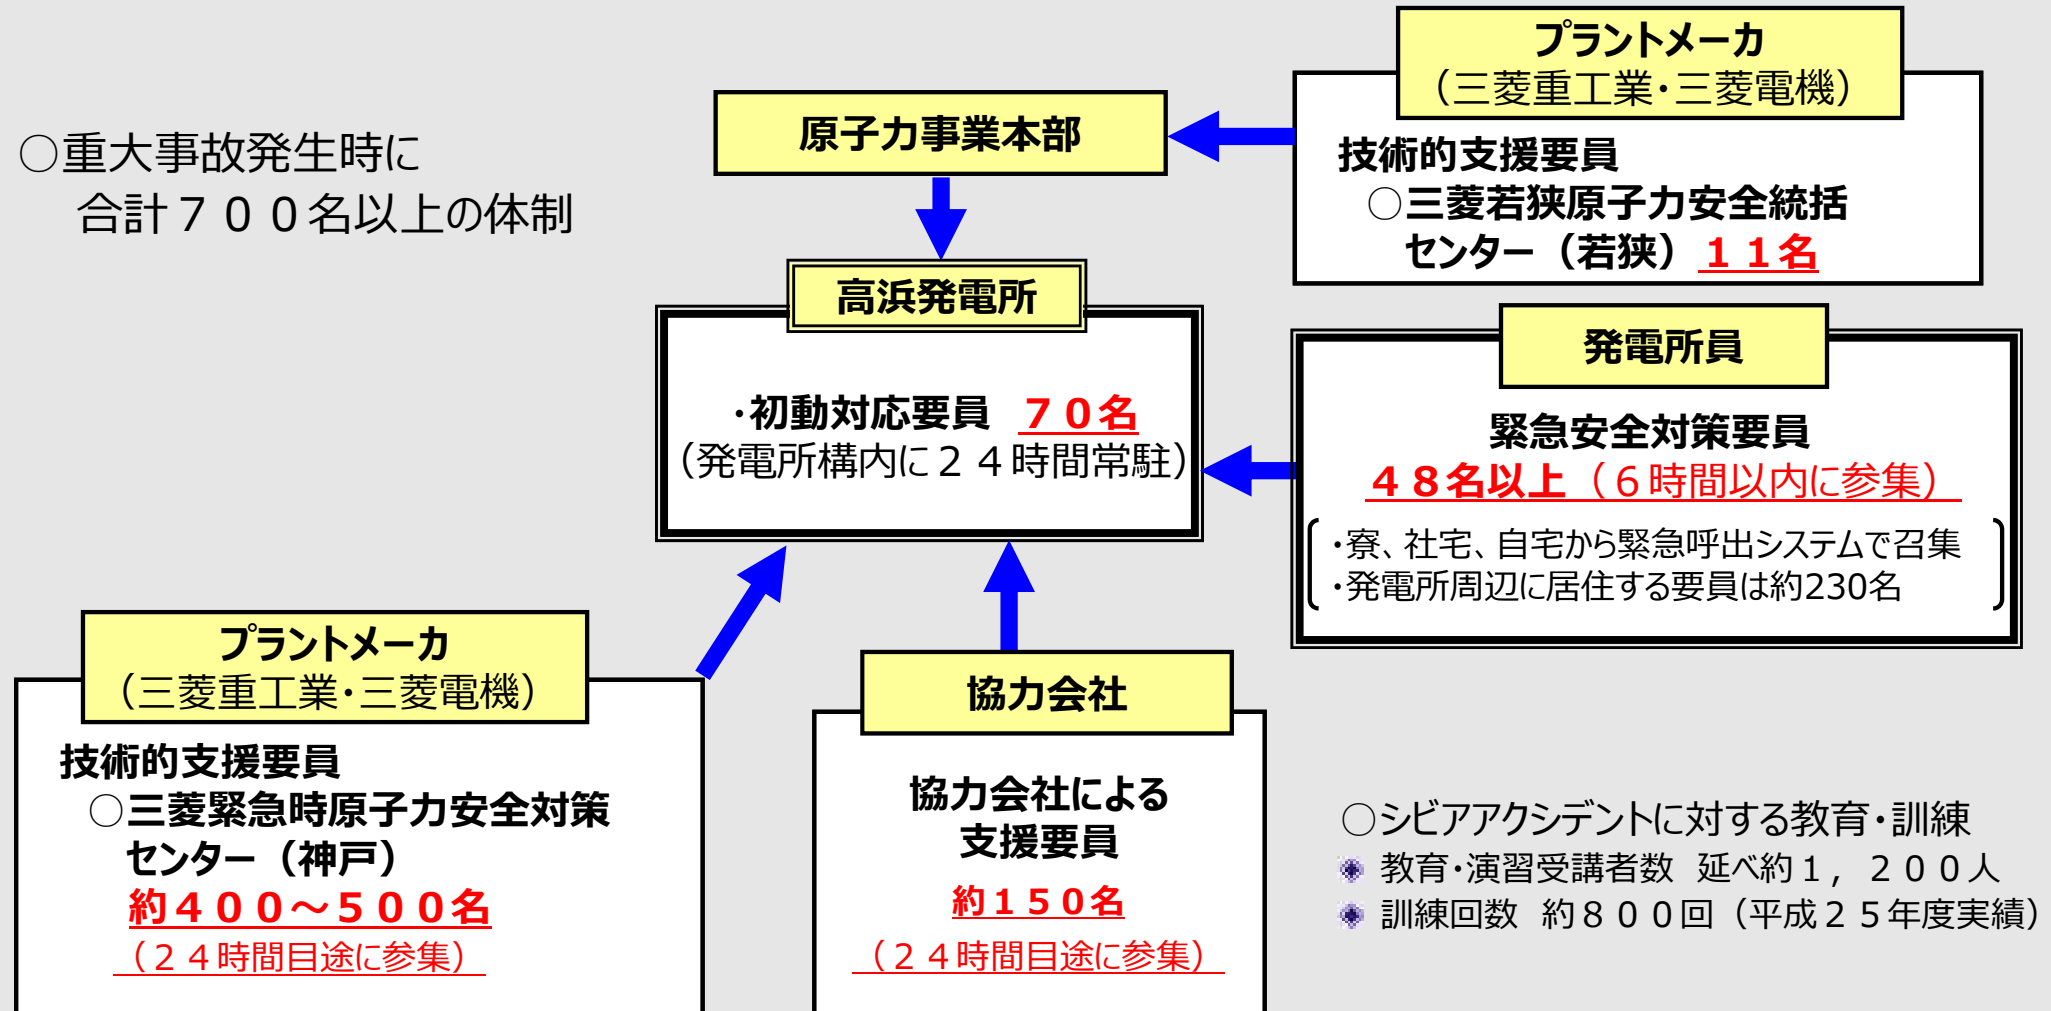 ○重大事故発生時に
合計７００名以上の体制
原子力事業本部
プラントメーカ
（三菱重工業・三菱電機）
技術的支援要員
○三菱若狭原子力安全統括
センター（若狭）１１名
高浜発電所
・初動対応要員　７０名
（発電所構内に２４時間常駐）
発電所員
緊急安全対策要員
４８名以上（６時間以内に参集）
・寮、社宅、自宅から緊急呼出システムで召集
・発電所周辺に居住する要員は約230名
プラントメーカ
（三菱重工業・三菱電機）
技術的支援要員
○三菱緊急時原子力安全対策
センター（神戸）
約４００～５００名
（２４時間目途に参集）
協力会社
協力会社による
支援要員
約１５０名
（２４時間目途に参集）
○シビアアクシデントに対する教育・訓練
教育・演習受講者数　延べ約１，２００人
訓練回数　約８００回（平成２５年度実績）